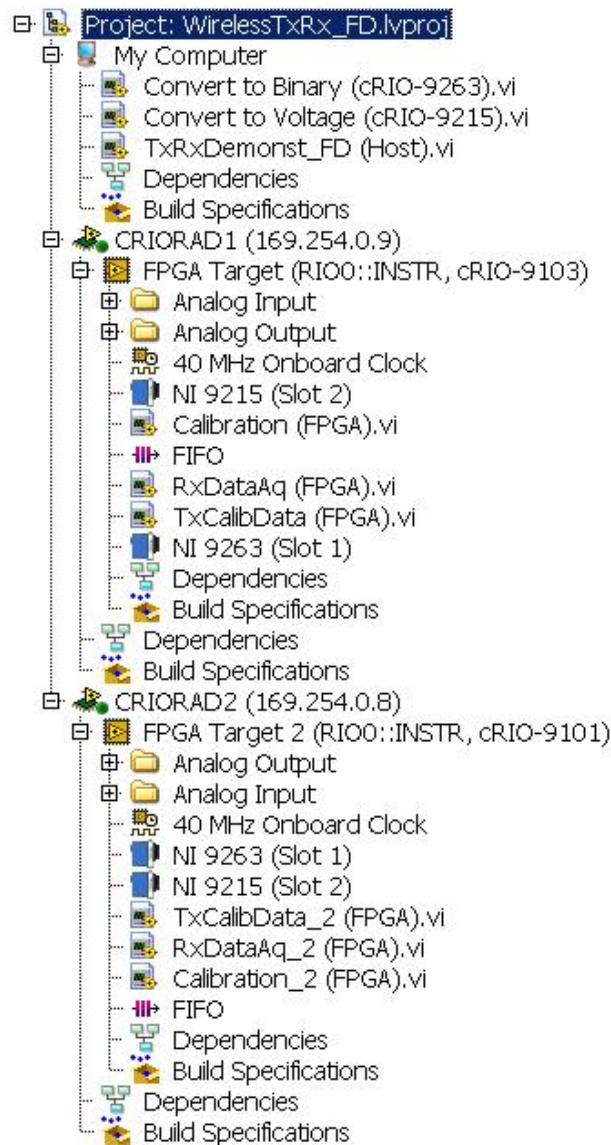 Project: WirelessTxRx_FD.lvproj
My Computer
Convert to Binary (cRIO-9263).vi
Convert to Voltage (cRIO-9215).vi
TxRxDemonst_FD (Host).vi
Dependencies
Build Specifications
CRIORAD1 (169.254.0.9)
FPGA Target (RIO0::INSTR, cRIO-9103)
Analog Input
Analog Output
40 MHz Onboard Clock
NI 9215 (Slot 2)
Calibration (FPGA).vi
FIFO
RxDataAq (FPGA).vi
TxCalibData (FPGA).vi
NI 9263 (Slot 1)
Dependencies
Build Specifications
Dependencies
Build Specifications
CRIORAD2 (169.254.0.8)
FPGA Target 2 (RIO0::INSTR, cRIO-9101)
Analog Output
Analog Input
40 MHz Onboard Clock
NI 9263 (Slot 1)
NI 9215 (Slot 2)
TxCalibData_2 (FPGA).vi
RxDataAq_2 (FPGA).vi
Calibration_2 (FPGA).vi
FIFO
Dependencies
Build Specifications
Dependencies
Build Specifications